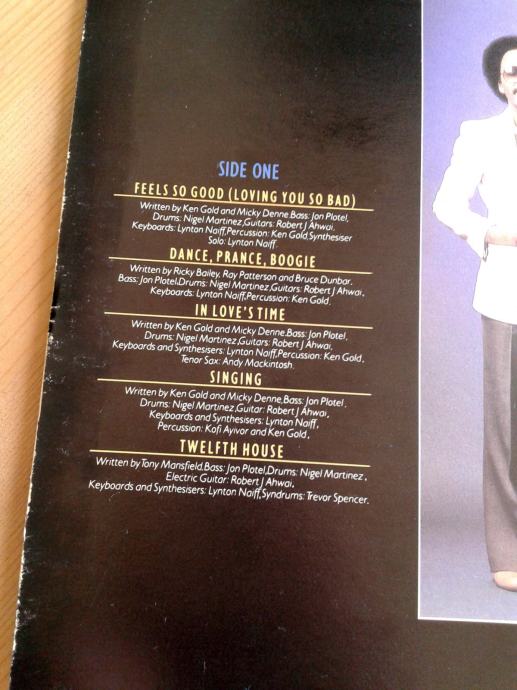 SIDE ONE
FEELS SO GOOD (LOVING YOU SO BAD)
Written by Ken Gold and Micky Denne.Bass: Jon Plotel,
Drums: Nigel Martinez,Guitars: Robert J Ahwai,
Keyboards: Lynton Naiff,Percussion: Ken Gold,Synthesiser
Solo: Lynton Naiff.
DANCE, PRANCE, BOOGIE
Written by Ricky Bailey, Ray Patterson and Bruce Dunbar.
Bass: Jon Plotel,Drums: Nigel Martinez,Guitars: Robert J Ahwai,
Keyboards: Lynton Naiff,Percussion: Ken Gold.
IN LOVE'S TIME
Written by Ken Gold and Micky Denne.Bass: Jon Plotel,
Drums: Nigel Martinez,Guitars: Robert J Ahwai,
Keyboards and Synthesisers: Lynton Naiff,Percussion: Ken Gold,
Tenor Sax: Andy Mackintosh.
SINGING
Written by Ken Gold and Micky Denne,Bass: Jon Plotel,
Drums: Nigel Martinez,Guitar: Robert J Ahwai,
Keyboards and Synthesisers: Lynton Naiff,
Percussion: Kofi Ayivor and Ken Gold,
TWELFTH HOUSE
Written by Tony Mansfield,Bass: Jon Plotel,Drums: Nigel Martinez,
Electric Guitar: Robert J Ahwai,
Keyboards and Synthesisers: Lynton Naiff,Syndrums: Trevor Spencer.